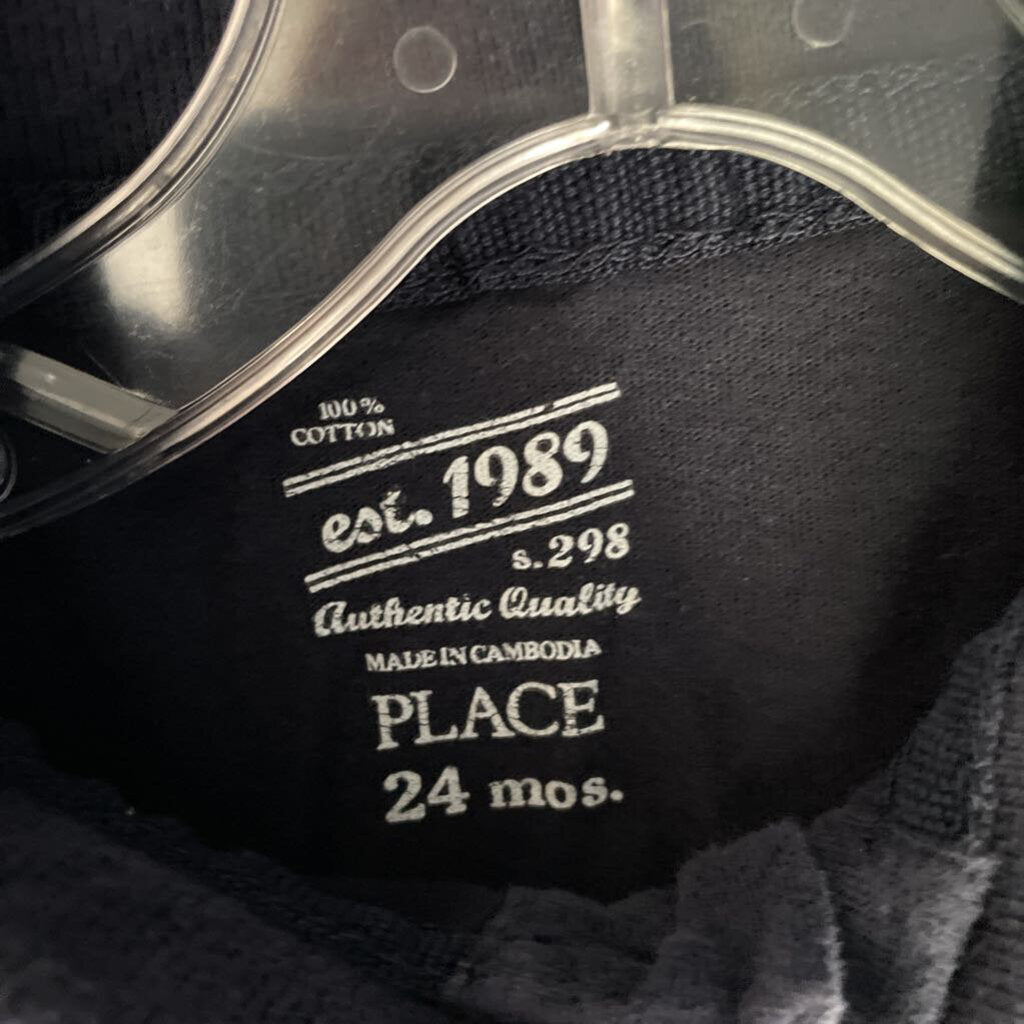 100%
COTTON
est. 1989
s.298
Authentic Quality
MADE IN CAMBODIA
PLACE
24 mos.